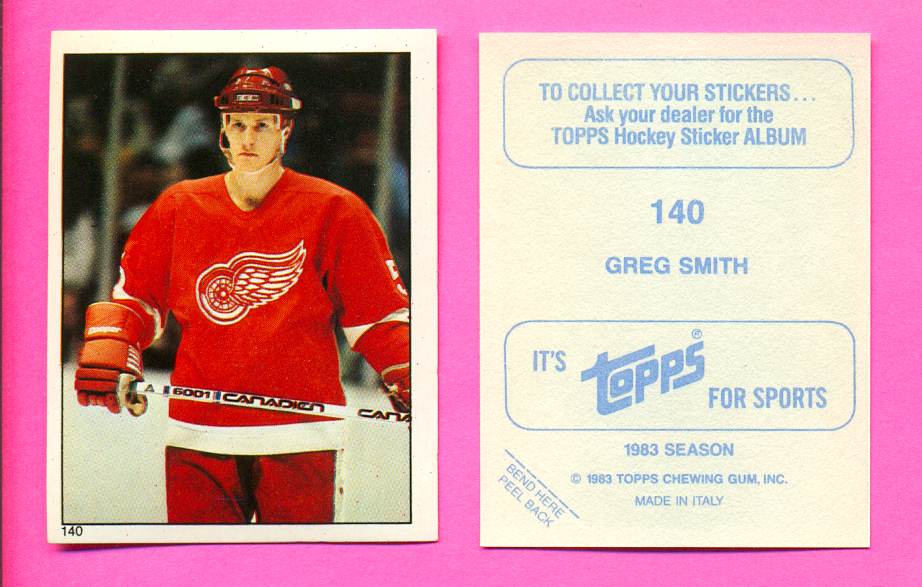 5
cooper
6001 CANADIEN CANA
140
TO COLLECT YOUR STICKERS...
Ask your dealer for the
TOPPS Hockey Sticker ALBUM
140
GREG SMITH
IT'S topps® FOR SPORTS
1983 SEASON
© 1983 TOPPS CHEWING GUM, INC.
MADE IN ITALY
BEND HERE
PEEL BACK